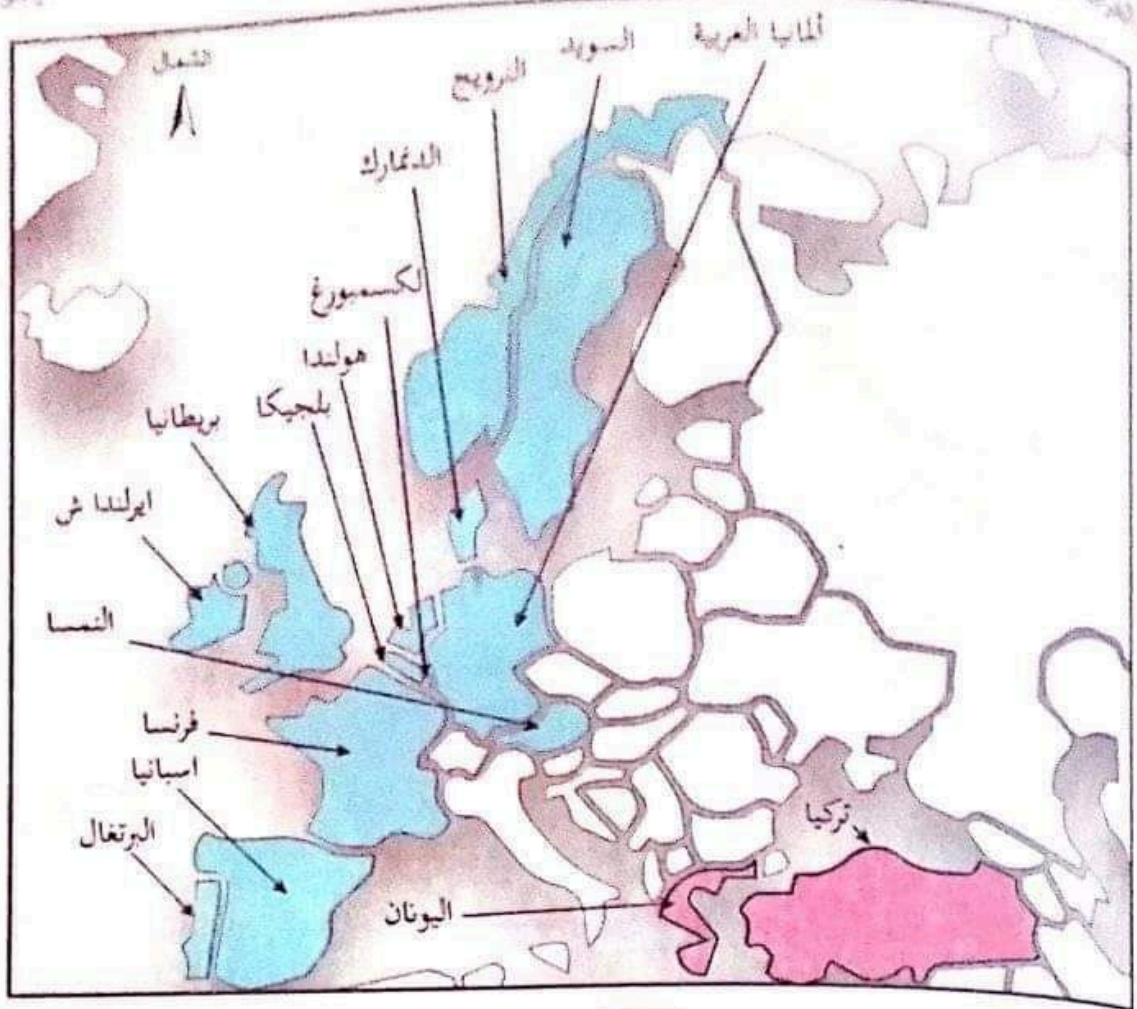 الشمال
النرويج
السويد
ألمانيا الغربية
الدنمارك
لكسمبورغ
هولندا
بلجيكا
بريطانيا
ايرلندا ش
النمسا
فرنسا
اسبانيا
البرتغال
اليونان
تركيا